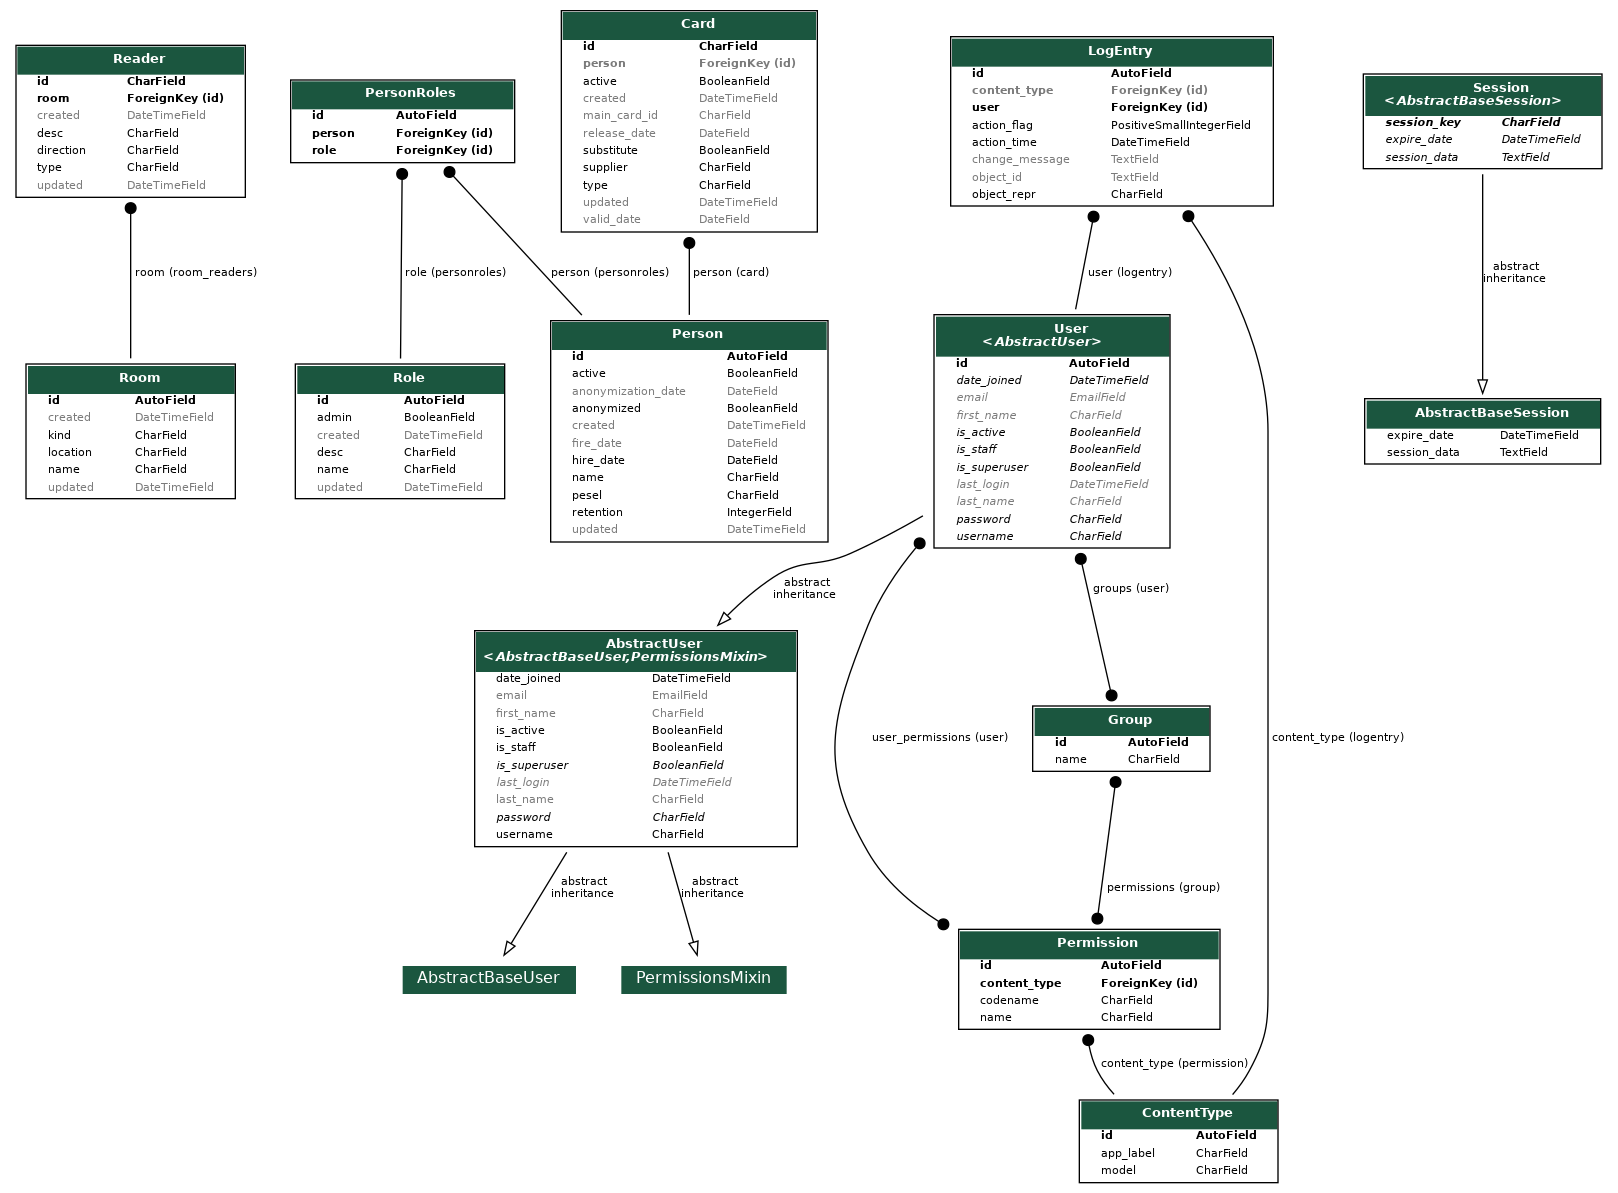 Reader
id CharField
room ForeignKey (id)
created DateTimeField
desc CharField
direction CharField
type CharField
updated DateTimeField
PersonRoles
id AutoField
person ForeignKey (id)
role ForeignKey (id)
Card
id CharField
person ForeignKey (id)
active BooleanField
created DateTimeField
main_card_id CharField
release_date DateField
substitute BooleanField
supplier CharField
type CharField
updated DateTimeField
valid_date DateField
LogEntry
id AutoField
content_type ForeignKey (id)
user ForeignKey (id)
action_flag PositiveSmallIntegerField
action_time DateTimeField
change_message TextField
object_id TextField
object_repr CharField
Session
<AbstractBaseSession>
session_key CharField
expire_date DateTimeField
session_data TextField
room (room_readers)
role (personroles)
person (personroles)
person (card)
user (logentry)
abstract
inheritance
Room
id AutoField
created DateTimeField
kind CharField
location CharField
name CharField
updated DateTimeField
Role
id AutoField
admin BooleanField
created DateTimeField
desc CharField
name CharField
updated DateTimeField
Person
id AutoField
active BooleanField
anonymization_date DateField
anonymized BooleanField
created DateTimeField
fire_date DateField
hire_date DateField
name CharField
pesel CharField
retention IntegerField
updated DateTimeField
User
<AbstractUser>
id AutoField
date_joined DateTimeField
email EmailField
first_name CharField
is_active BooleanField
is_staff BooleanField
is_superuser BooleanField
last_login DateTimeField
last_name CharField
password CharField
username CharField
AbstractBaseSession
expire_date DateTimeField
session_data TextField
abstract
inheritance
groups (user)
AbstractUser
<AbstractBaseUser,PermissionsMixin>
date_joined DateTimeField
email EmailField
first_name CharField
is_active BooleanField
is_staff BooleanField
is_superuser BooleanField
last_login DateTimeField
last_name CharField
password CharField
username CharField
user_permissions (user)
Group
id AutoField
name CharField
content_type (logentry)
abstract
inheritance
abstract
inheritance
permissions (group)
AbstractBaseUser
PermissionsMixin
Permission
id AutoField
content_type ForeignKey (id)
codename CharField
name CharField
content_type (permission)
ContentType
id AutoField
app_label CharField
model CharField